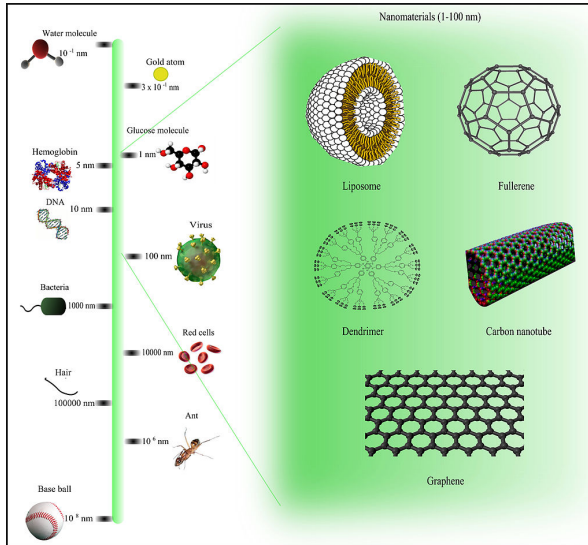 Nanomaterials (1-100 nm)
Water molecule
10⁻¹ nm
Gold atom
3 x 10⁻¹ nm
Glucose molecule
1 nm
Hemoglobin
5 nm
DNA
10 nm
Virus
100 nm
Bacteria
1000 nm
Red cells
10000 nm
Hair
100000 nm
Ant
10⁶ nm
Base ball
10⁸ nm
Liposome
Fullerene
Dendrimer
Carbon nanotube
Graphene